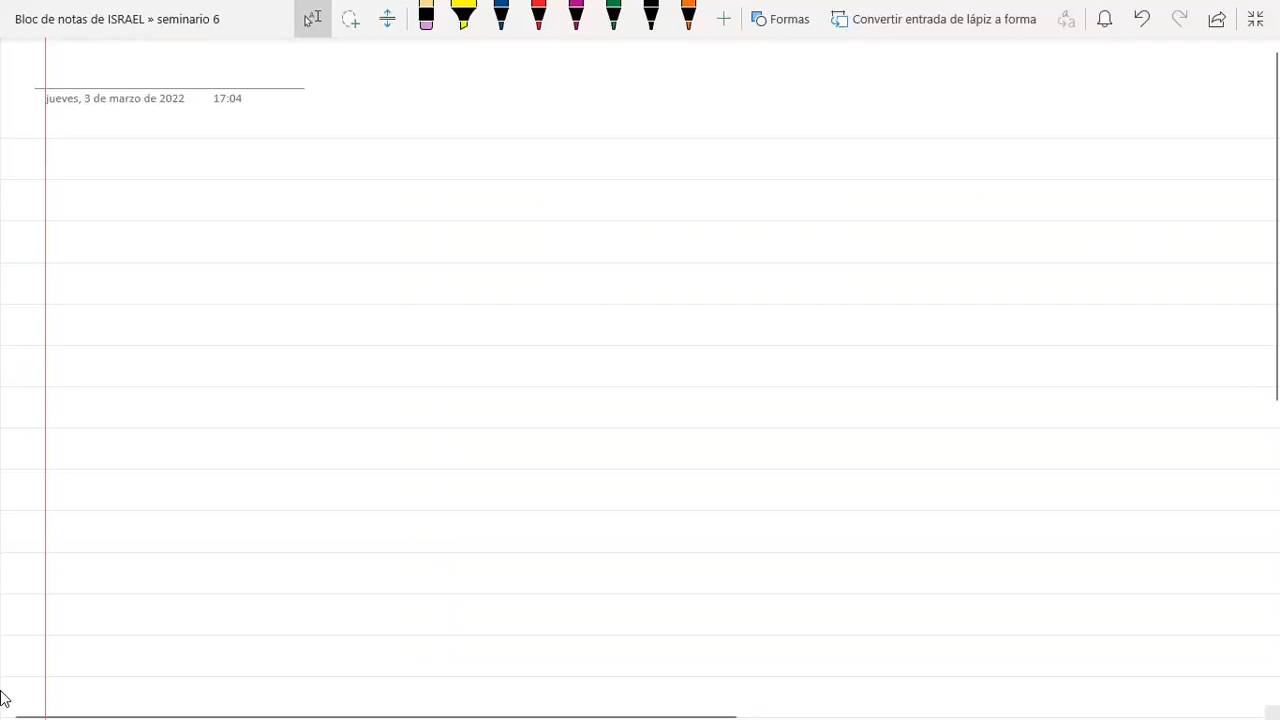 Bloc de notas de ISRAEL » seminario 6
Formas
Convertir entrada de lápiz a forma
jueves, 3 de marzo de 2022 17:04